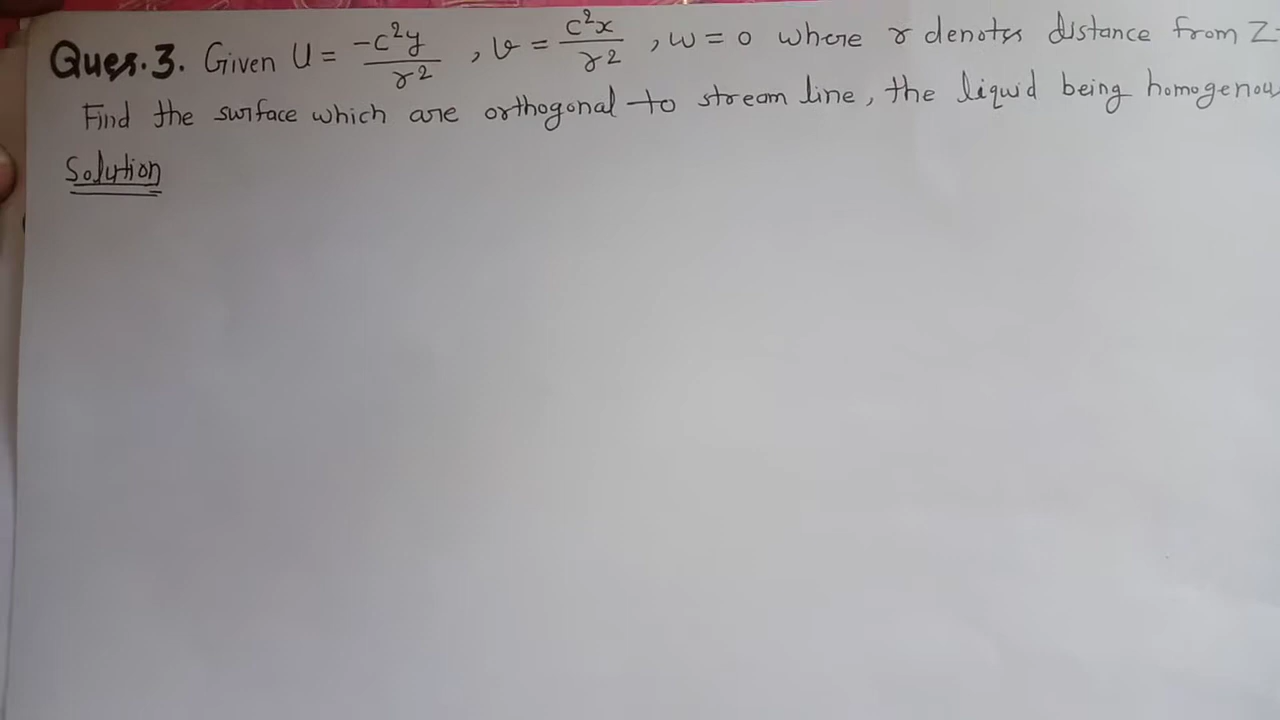 Ques.3. Given U = -c²y/r², v = c²x/r², w = 0 where r denotes distance from Z-
Find the surface which are orthogonal to stream line, the liquid being homogenou
Solution